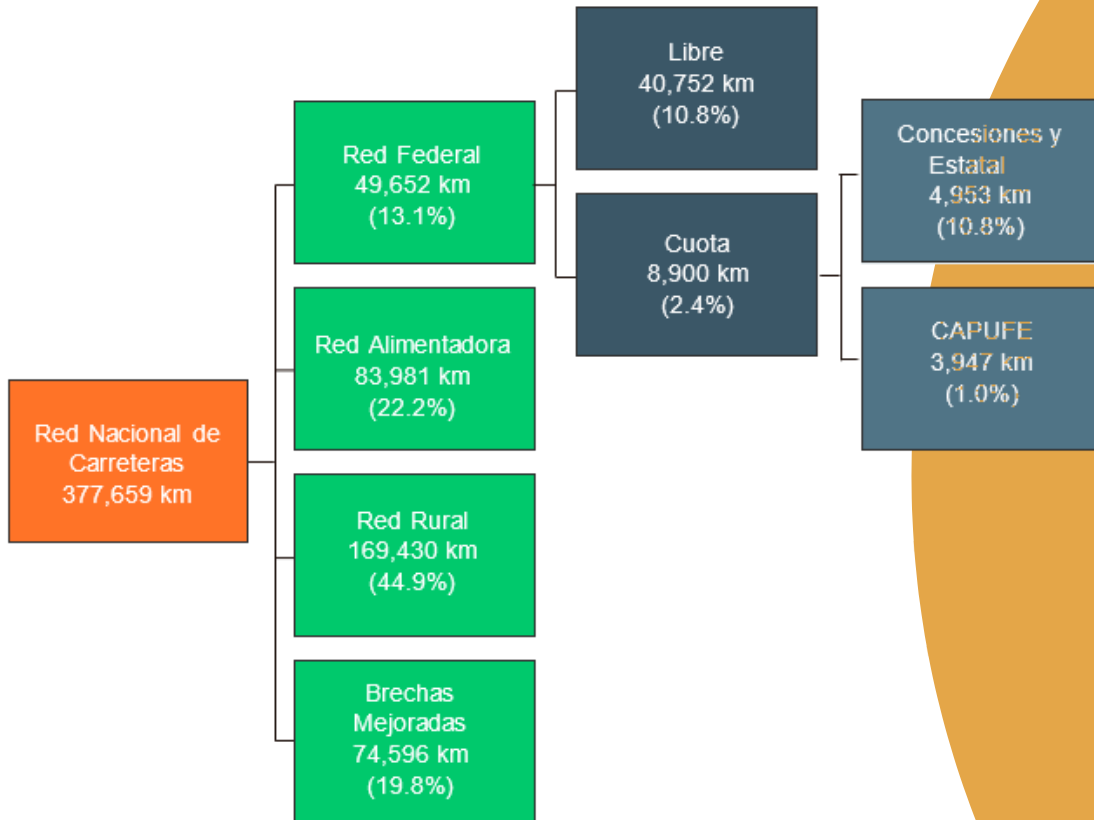 Red Nacional de
Carreteras
377,659 km
Red Federal
49,652 km
(13.1%)
Red Alimentadora
83,981 km
(22.2%)
Red Rural
169,430 km
(44.9%)
Brechas
Mejoradas
74,596 km
(19.8%)
Libre
40,752 km
(10.8%)
Cuota
8,900 km
(2.4%)
Concesiones y
Estatal
4,953 km
(10.8%)
CAPUFE
3,947 km
(1.0%)